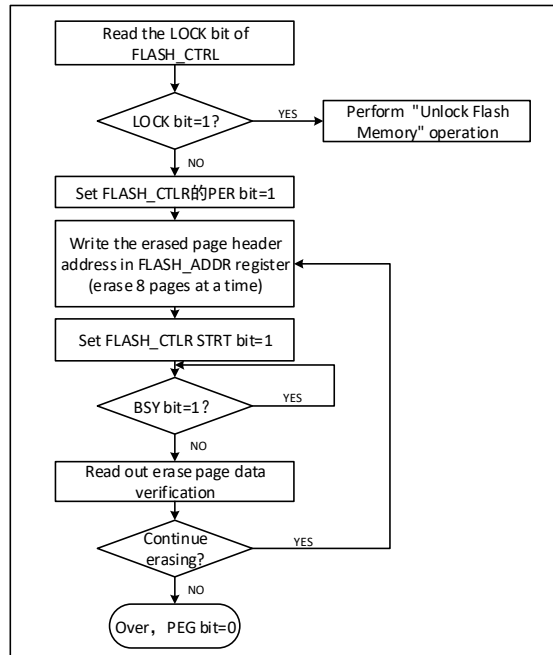 Read the LOCK bit of
FLASH_CTRL
LOCK bit=1?
YES
Perform "Unlock Flash
Memory" operation
NO
Set FLASH_CTLR的PER bit=1
Write the erased page header
address in FLASH_ADDR register
(erase 8 pages at a time)
Set FLASH_CTLR STRT bit=1
BSY bit=1?
YES
NO
Read out erase page data
verification
Continue
erasing?
YES
NO
Over，PEG bit=0